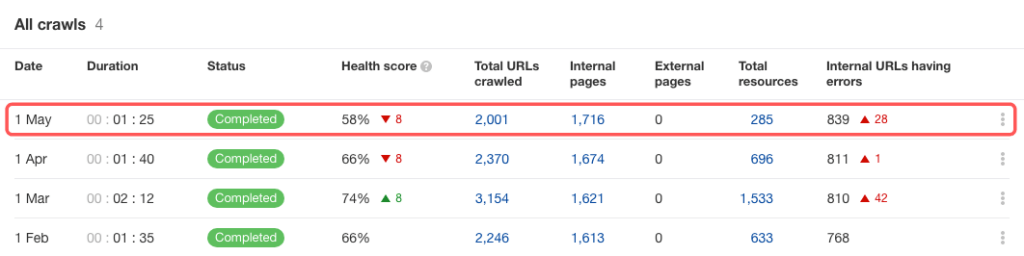 All crawls 4
Date Duration Status Health score ? Total URLs crawled Internal pages External pages Total resources Internal URLs having errors
1 May 00 : 01 : 25 Completed 58% ▼ 8 2,001 1,716 0 285 839 ▲ 28
1 Apr 00 : 01 : 40 Completed 66% ▼ 8 2,370 1,674 0 696 811 ▲ 1
1 Mar 00 : 02 : 12 Completed 74% ▲ 8 3,154 1,621 0 1,533 810 ▲ 42
1 Feb 00 : 01 : 35 Completed 66% 2,246 1,613 0 633 768